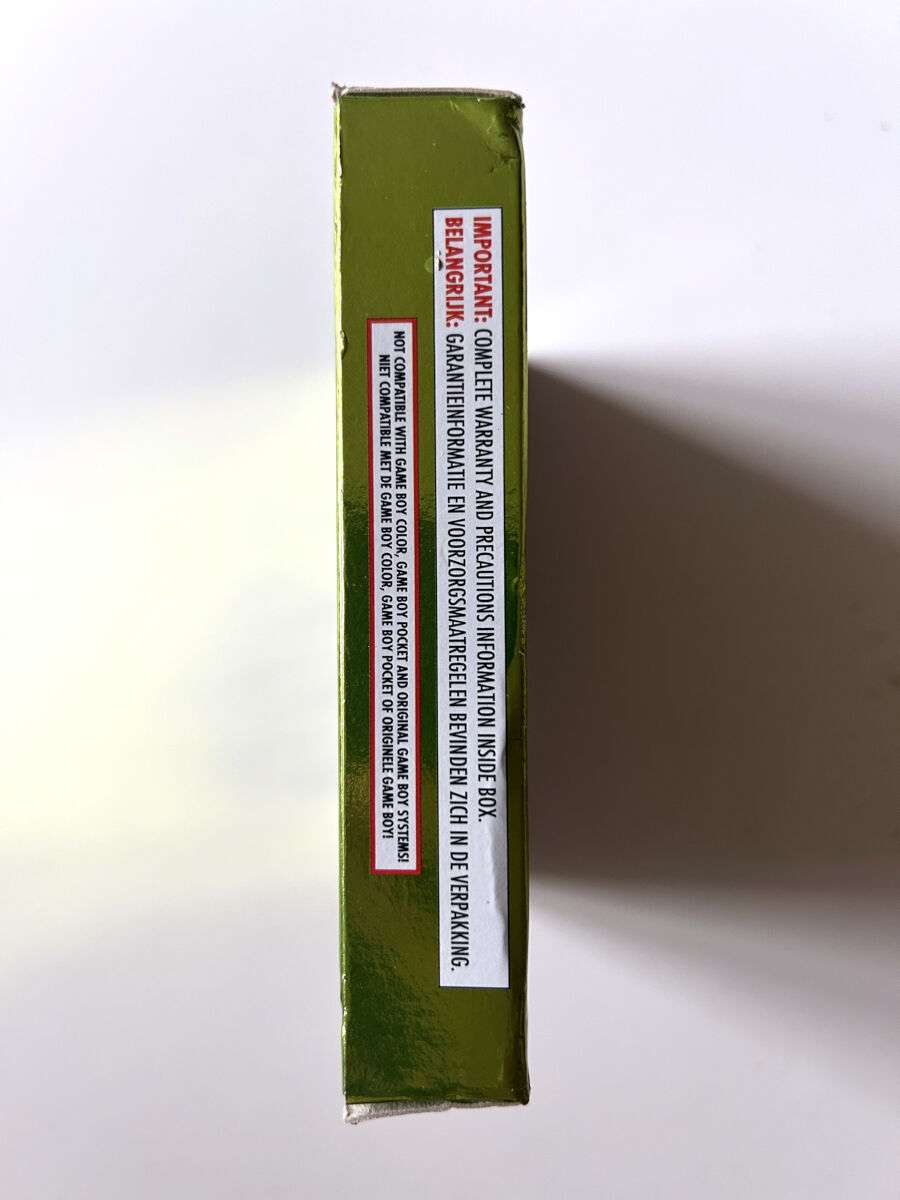 IMPORTANT: COMPLETE WARRANTY AND PRECAUTIONS INFORMATION INSIDE BOX.
BELANGRIJK: GARANTIEINFORMATIE EN VOORZORGSMAATREGELEN BEVINDEN ZICH IN DE VERPAKKING.
NOT COMPATIBLE WITH GAME BOY COLOR, GAME BOY POCKET AND ORIGINAL GAME BOY SYSTEMS!
NIET COMPATIBLE MET DE GAME BOY COLOR, GAME BOY POCKET OF ORIGINELE GAME BOY!